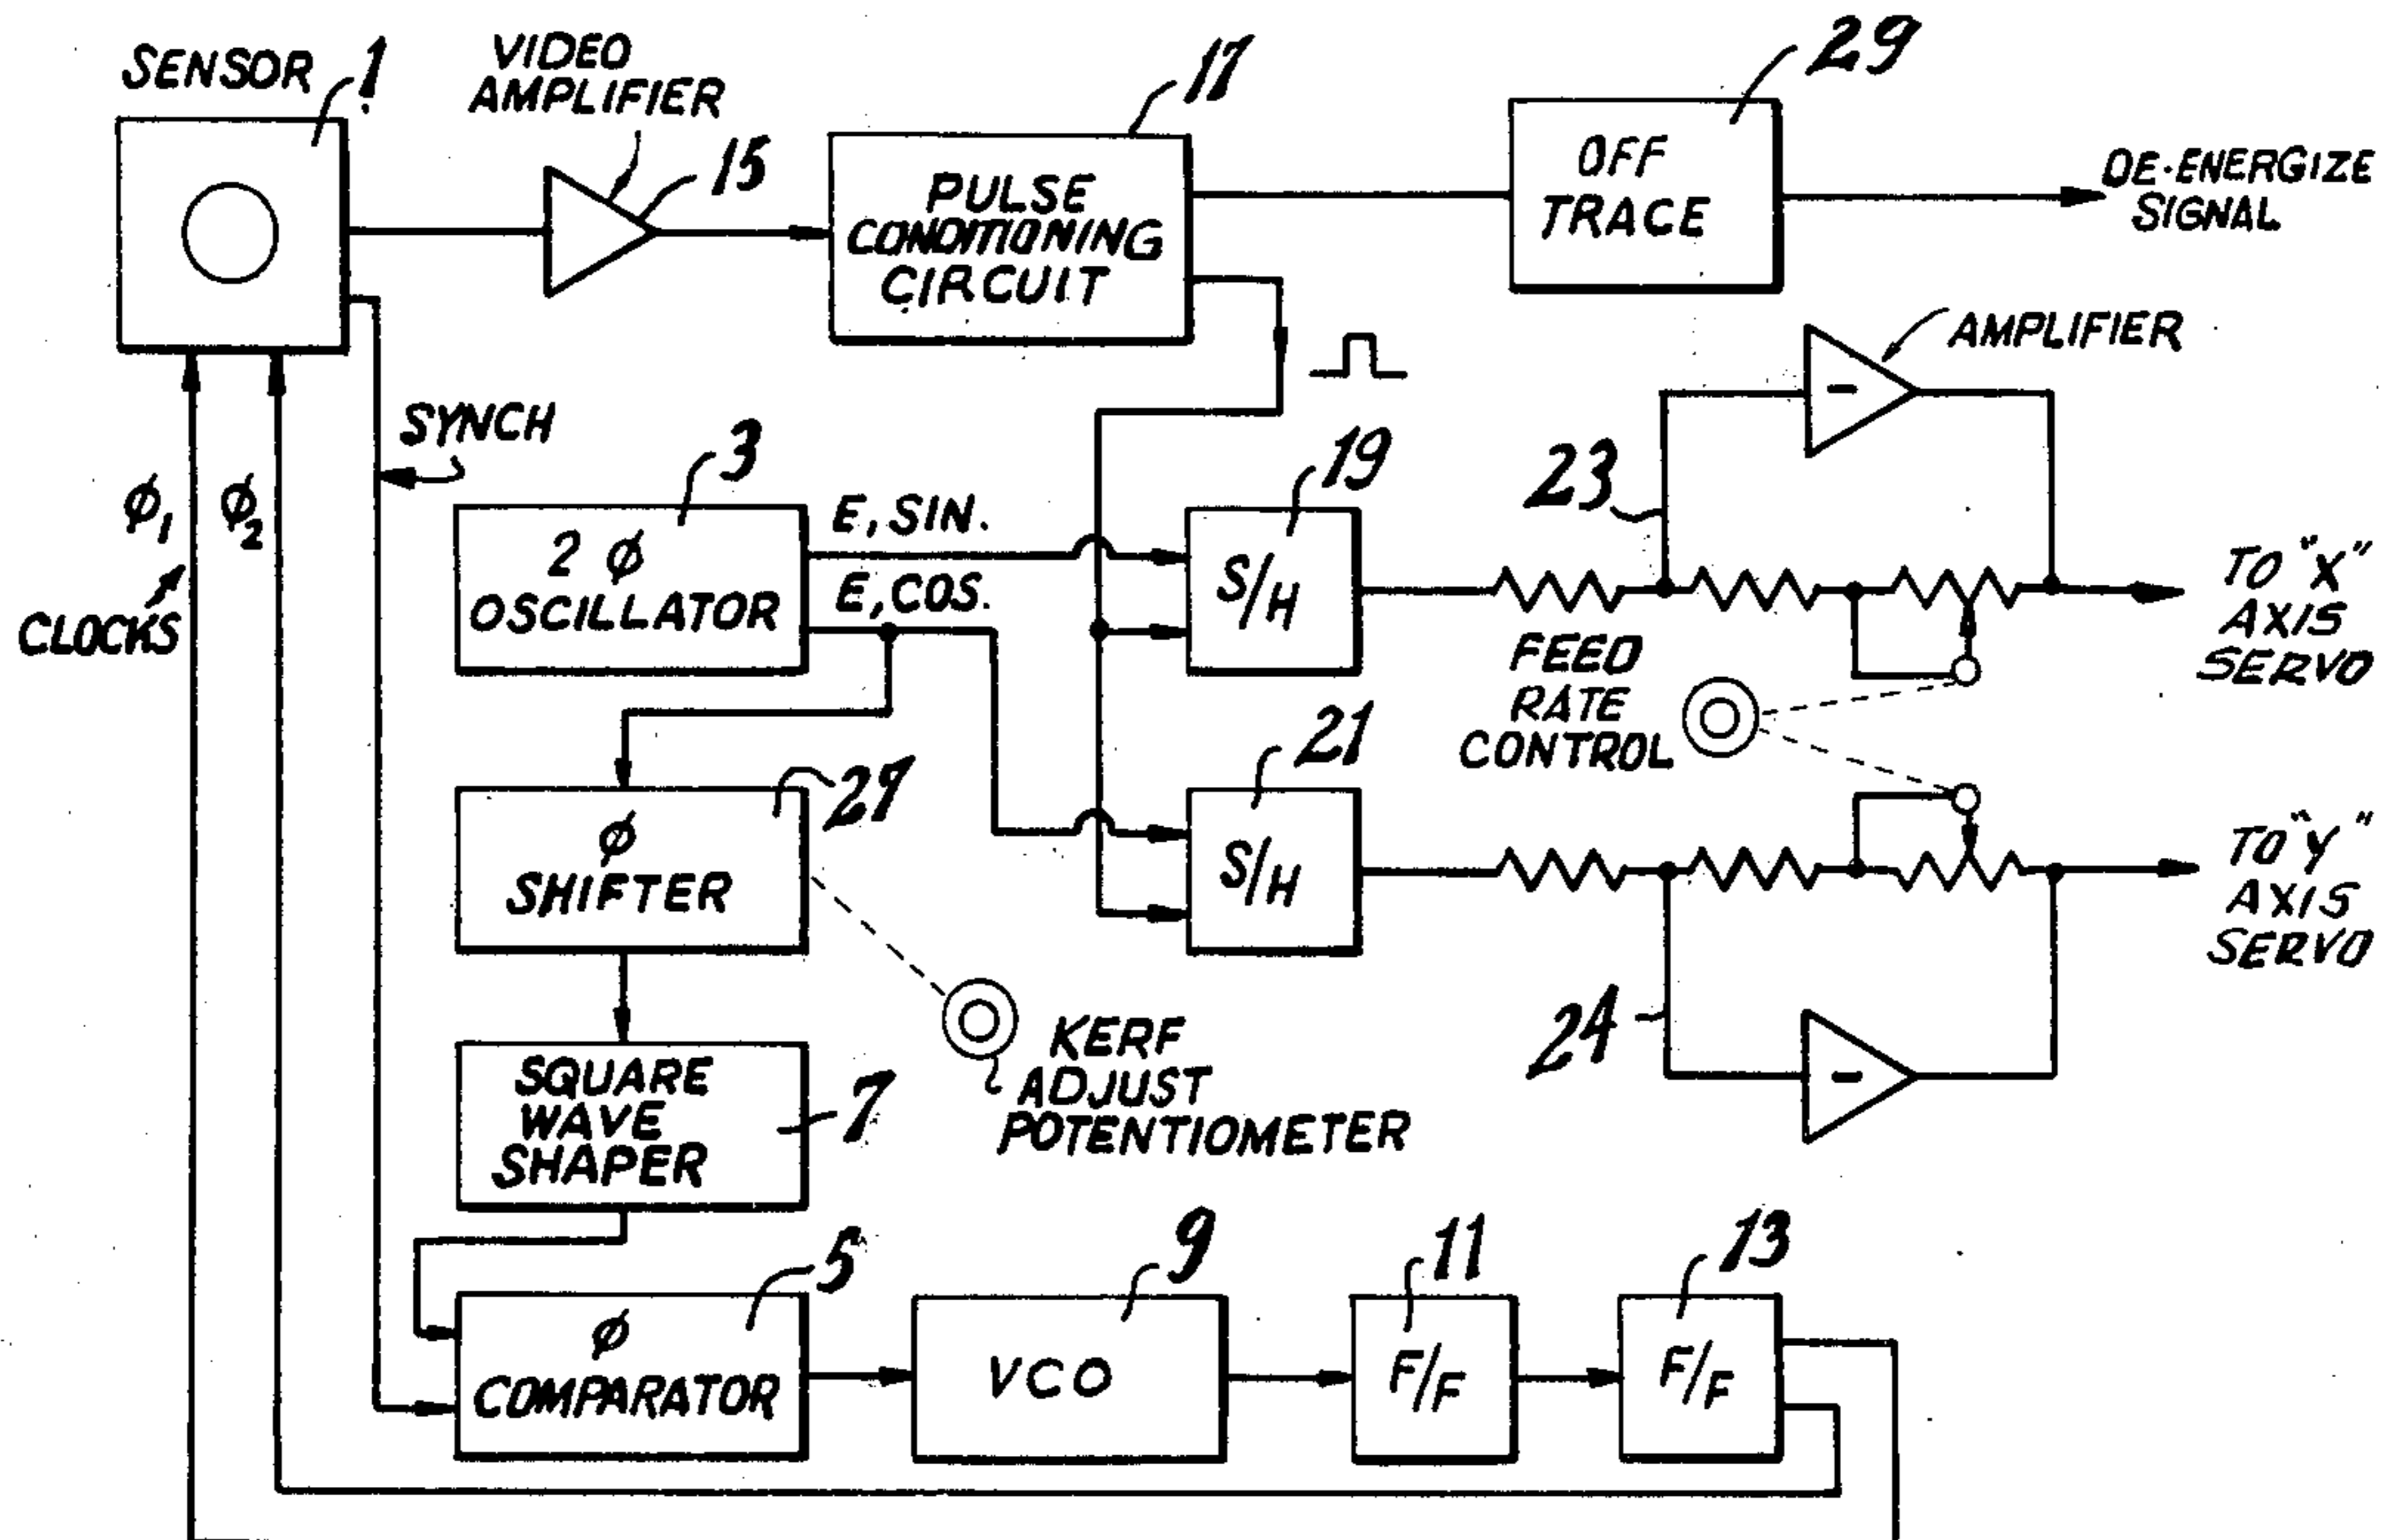 SENSOR
1
VIDEO
AMPLIFIER
15
17
PULSE
CONDITIONING
CIRCUIT
29
OFF
TRACE
DE-ENERGIZE
SIGNAL
AMPLIFIER
SYNCH
ϕ1
ϕ2
CLOCKS
3
2 ϕ
OSCILLATOR
E, SIN.
E, COS.
19
S/H
23
-
TO "X"
AXIS
SERVO
FEED
RATE
CONTROL
27
ϕ
SHIFTER
21
S/H
TO "Y"
AXIS
SERVO
24
-
KERF
ADJUST
POTENTIOMETER
SQUARE
WAVE
SHAPER
7
5
ϕ
COMPARATOR
9
VCO
11
F/F
13
F/F